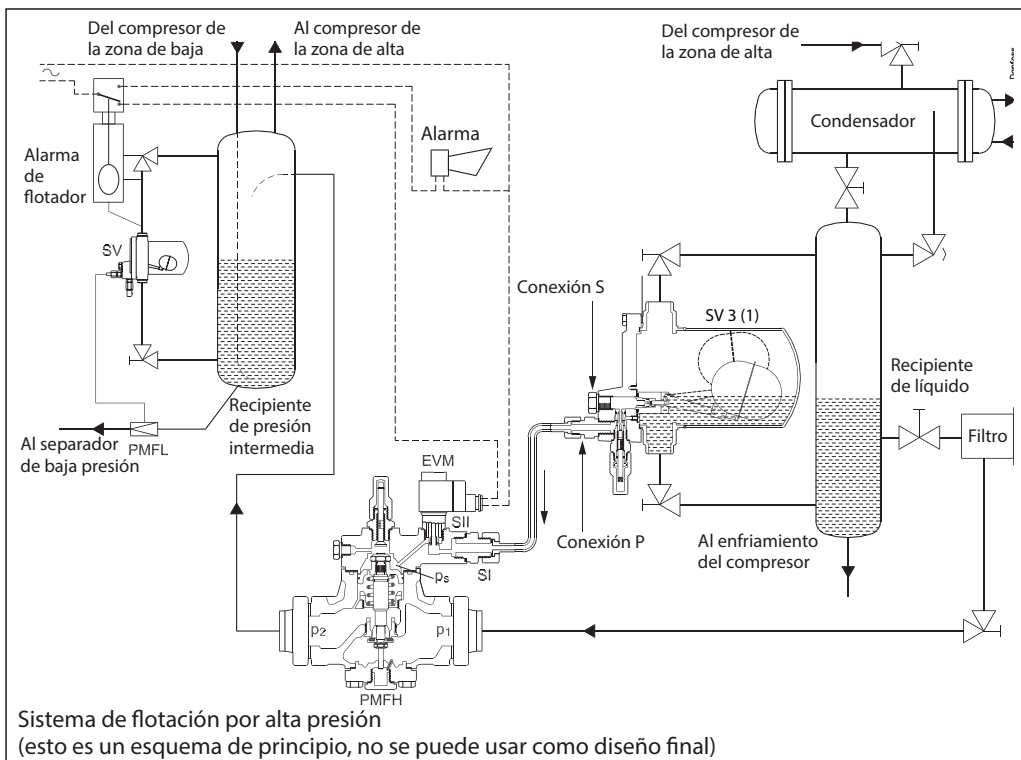 Del compresor de
la zona de baja
Al compresor de
la zona de alta
Del compresor de
la zona de alta
Danfoss
Condensador
Alarma
Alarma
de
flotador
SV
Conexión S
SV 3 (1)
Recipiente
de líquido
Filtro
Recipiente
de presión
intermedia
Al separador
de baja presión
PMFL
EVM
SII
SI
Conexión P
Al enfriamiento
del compresor
ps
p2
p1
PMFH
Sistema de flotación por alta presión
(esto es un esquema de principio, no se puede usar como diseño final)